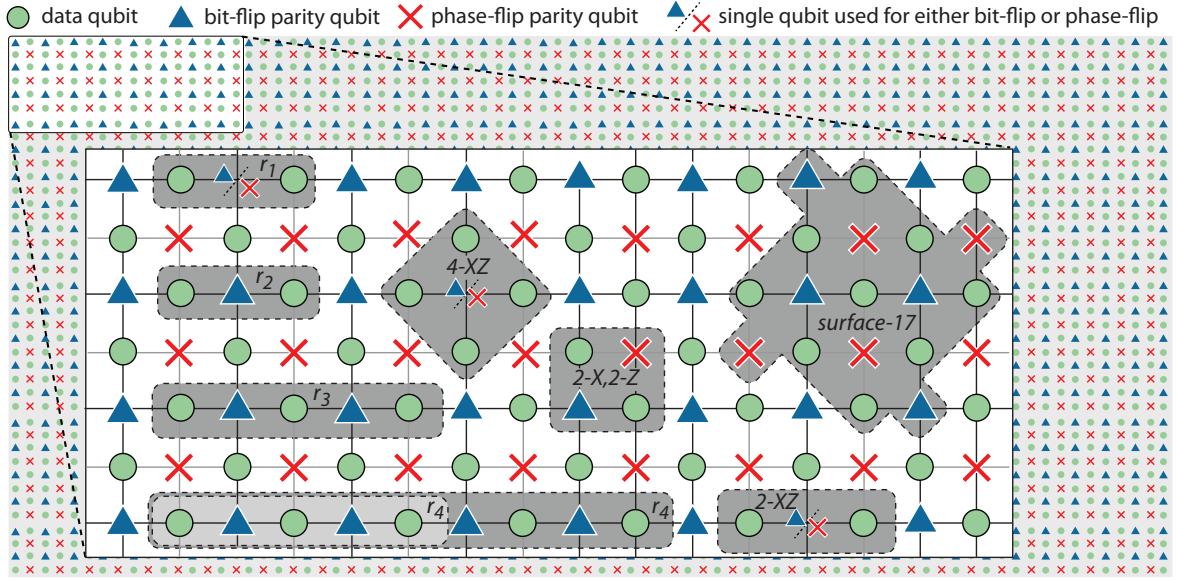 data qubit bit-flip parity qubit phase-flip parity qubit single qubit used for either bit-flip or phase-flip
r1
4-XZ
r2
surface-17
2-X,2-Z
r3
r4 r4 2-XZ